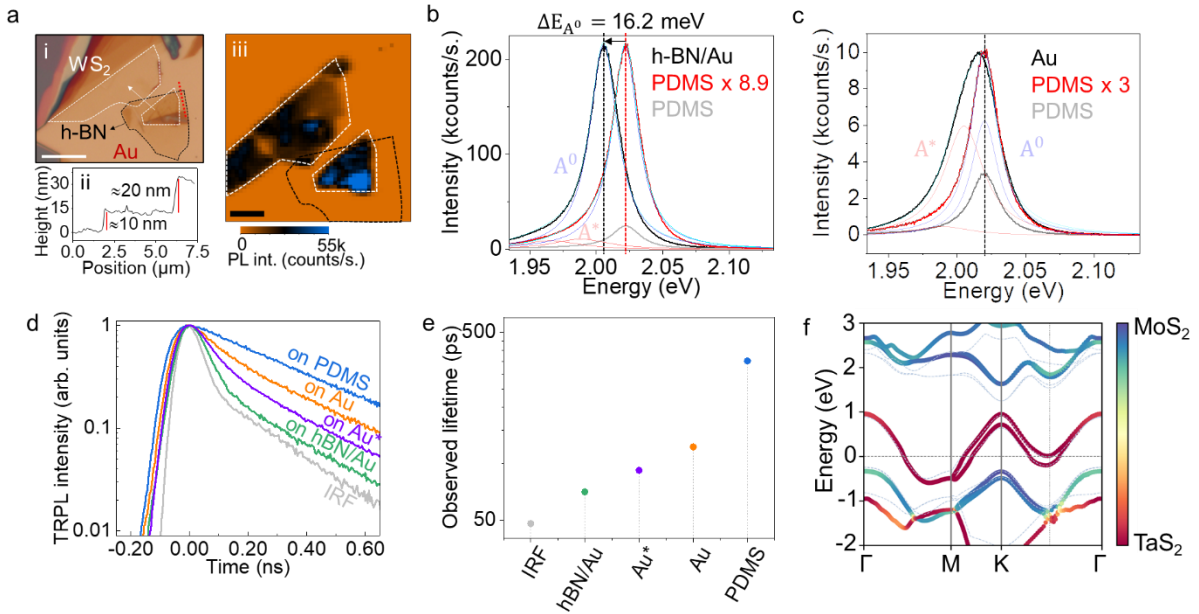 a
i
WS₂
h-BN
Au
ii
≈20 nm
≈10 nm
Height (nm)
30
15
0
0.0 2.5 5.0 7.5
Position (µm)
iii
0 55k
PL int. (counts/s.)
b
ΔE_A⁰ = 16.2 meV
h-BN/Au
PDMS x 8.9
PDMS
A⁰
A*
Intensity (kcounts/s.)
200
100
0
1.95 2.00 2.05 2.10
Energy (eV)
c
Au
PDMS x 3
PDMS
A*
A⁰
Intensity (kcounts/s.)
10
8
6
4
2
0
1.95 2.00 2.05 2.10
Energy (eV)
d
on PDMS
on Au
on Au*
on hBN/Au
IRF
TRPL intensity (arb. units)
1
0.1
0.01
-0.20 0.00 0.20 0.40 0.60
Time (ns)
e
Observed lifetime (ps)
500
50
IRF
hBN/Au
Au*
Au
PDMS
f
Energy (eV)
3
2
1
0
-1
-2
Γ M K Γ
MoS₂
TaS₂